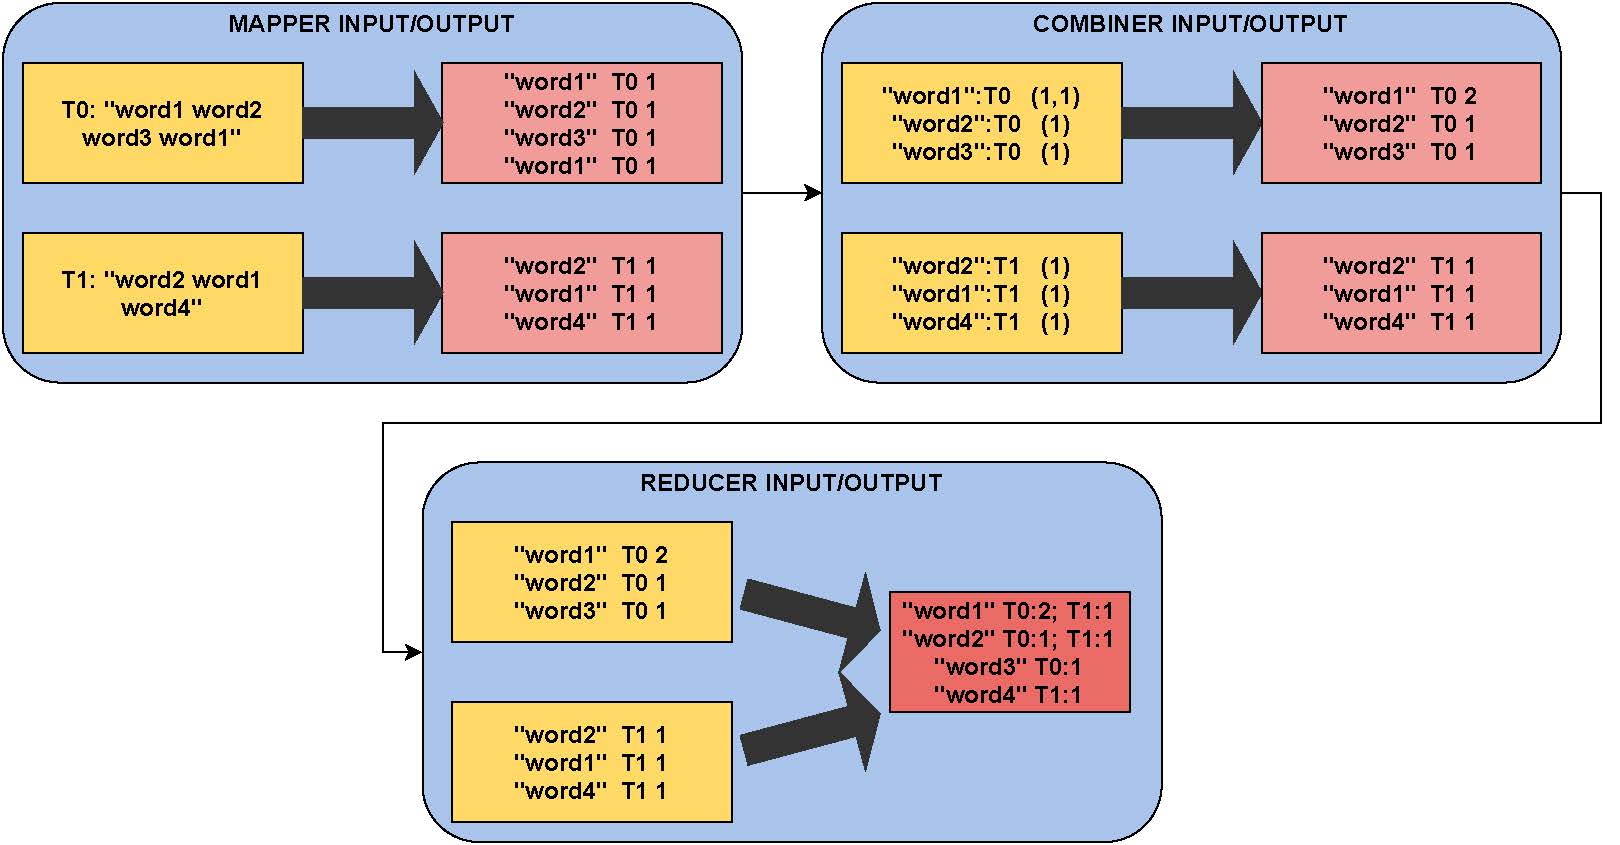 MAPPER INPUT/OUTPUT
T0: "word1 word2
word3 word1"
"word1" T0 1
"word2" T0 1
"word3" T0 1
"word1" T0 1
T1: "word2 word1
word4"
"word2" T1 1
"word1" T1 1
"word4" T1 1
COMBINER INPUT/OUTPUT
"word1":T0 (1,1)
"word2":T0 (1)
"word3":T0 (1)
"word1" T0 2
"word2" T0 1
"word3" T0 1
"word2":T1 (1)
"word1":T1 (1)
"word4":T1 (1)
"word2" T1 1
"word1" T1 1
"word4" T1 1
REDUCER INPUT/OUTPUT
"word1" T0 2
"word2" T0 1
"word3" T0 1
"word2" T1 1
"word1" T1 1
"word4" T1 1
"word1" T0:2; T1:1
"word2" T0:1; T1:1
"word3" T0:1
"word4" T1:1